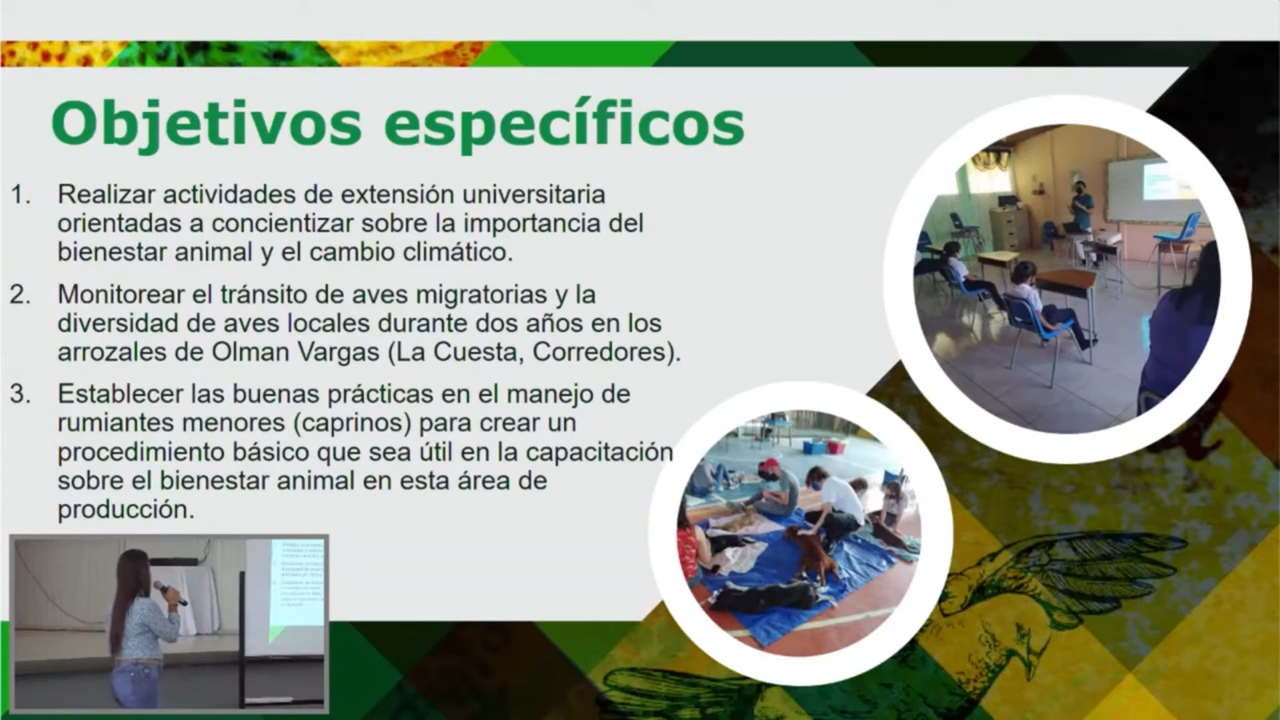 Objetivos específicos
1. Realizar actividades de extensión universitaria
orientadas a concientizar sobre la importancia del
bienestar animal y el cambio climático.
2. Monitorear el tránsito de aves migratorias y la
diversidad de aves locales durante dos años en los
arrozales de Olman Vargas (La Cuesta, Corredores).
3. Establecer las buenas prácticas en el manejo de
rumiantes menores (caprinos) para crear un
procedimiento básico que sea útil en la capacitación
sobre el bienestar animal en esta área de
producción.